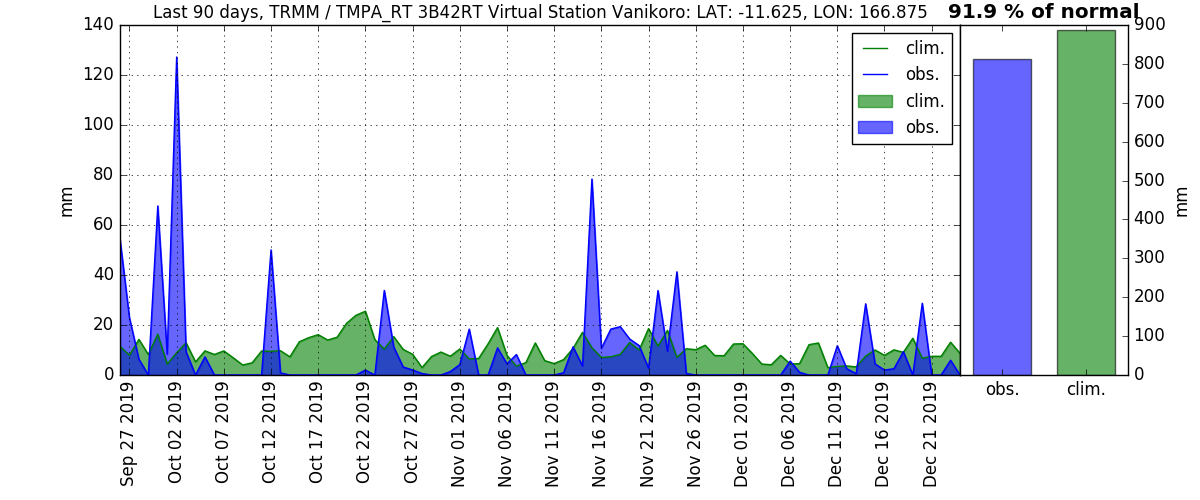 Last 90 days, TRMM / TMPA_RT 3B42RT Virtual Station Vanikoro: LAT: -11.625, LON: 166.875
91.9 % of normal
140
120
100
80
60
40
20
0
mm
clim.
obs.
clim.
obs.
900
800
700
600
500
400
300
200
100
0
mm
obs.
clim.
Sep 27 2019
Oct 02 2019
Oct 07 2019
Oct 12 2019
Oct 17 2019
Oct 22 2019
Oct 27 2019
Nov 01 2019
Nov 06 2019
Nov 11 2019
Nov 16 2019
Nov 21 2019
Nov 26 2019
Dec 01 2019
Dec 06 2019
Dec 11 2019
Dec 16 2019
Dec 21 2019